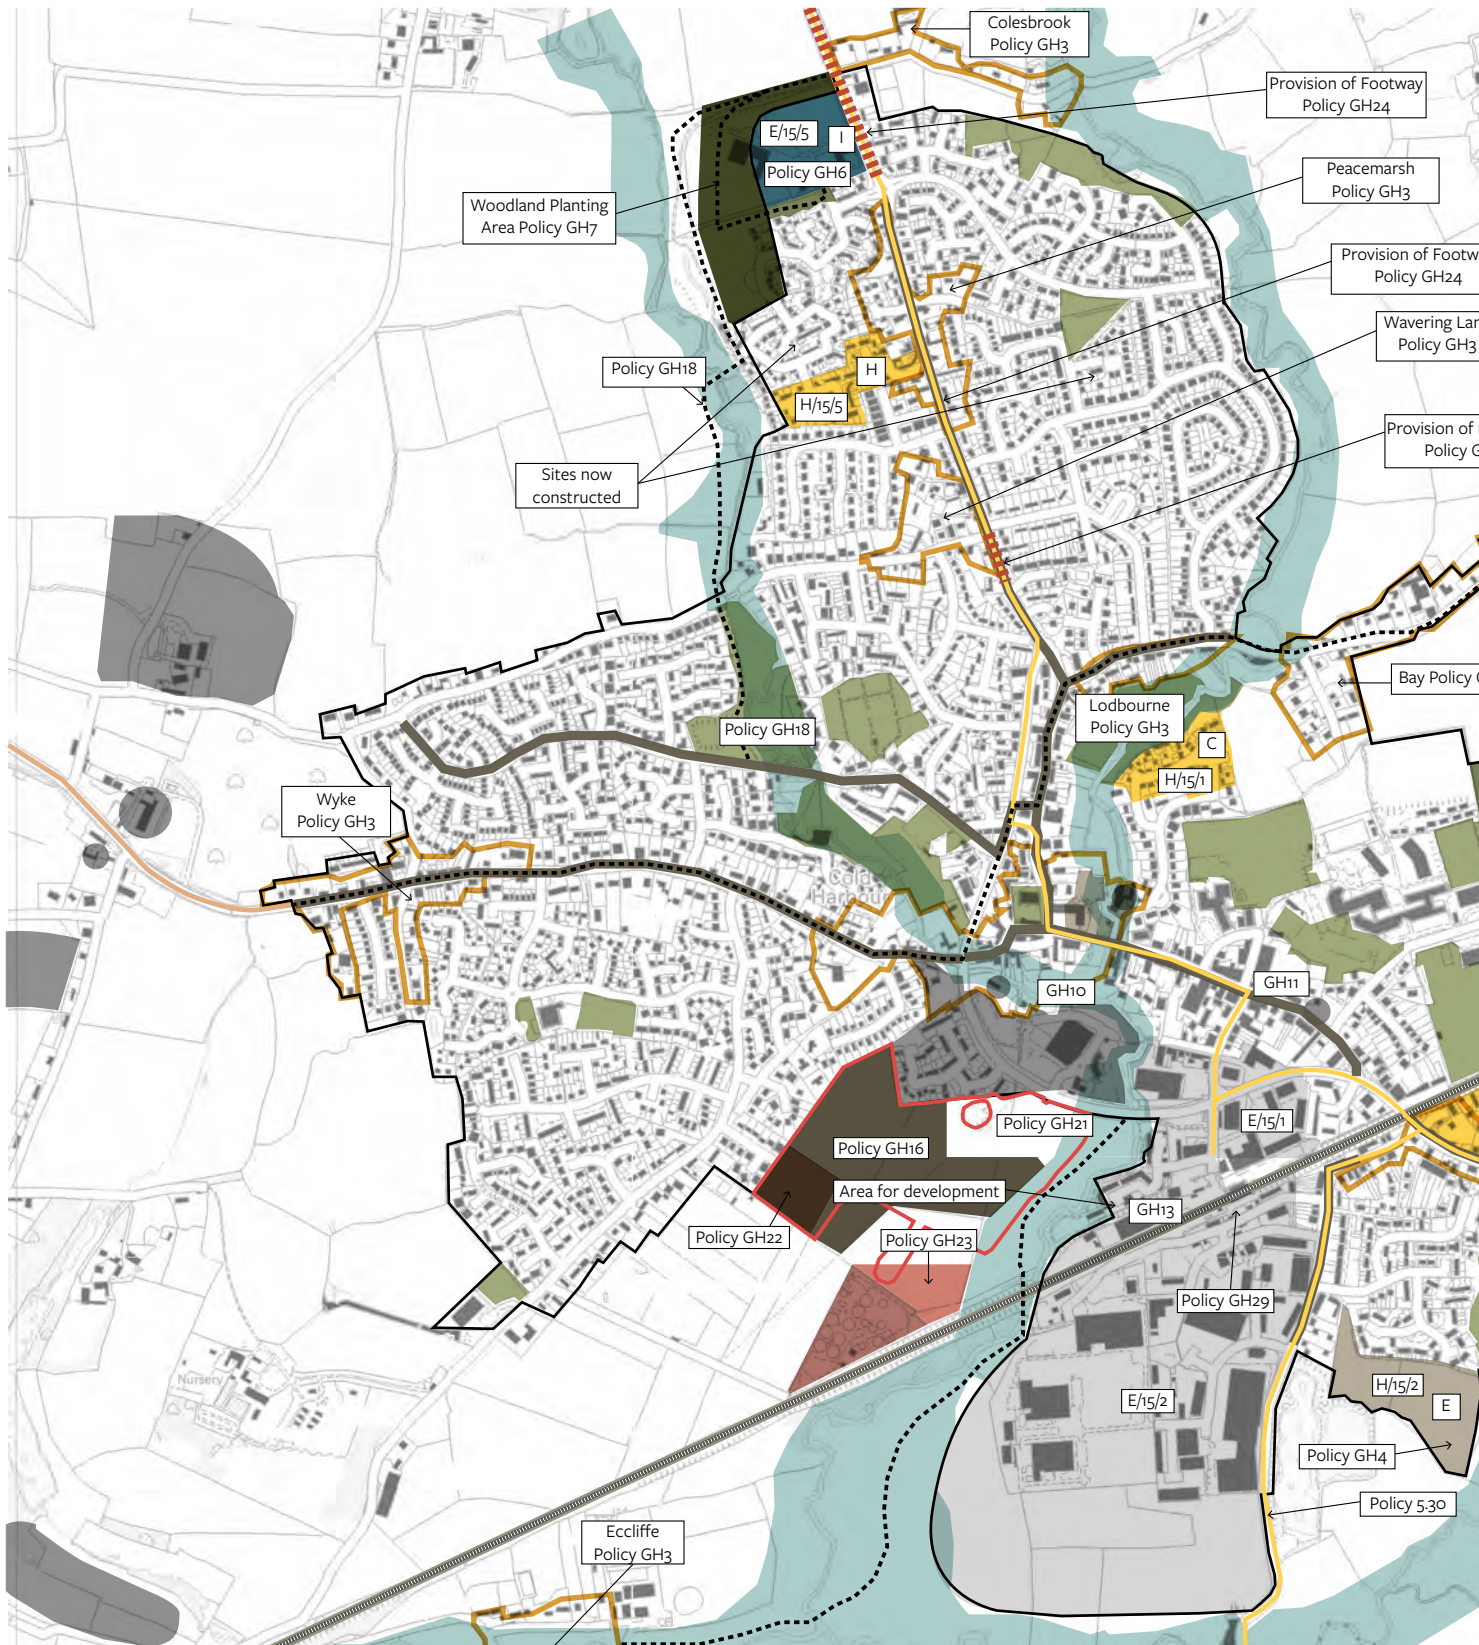 Colesbrook
Policy GH3
Provision of Footway
Policy GH24
E/15/5
I
Policy GH6
Peacemarsh
Policy GH3
Woodland Planting
Area Policy GH7
Provision of Footw
Policy GH24
Wavering Lan
Policy GH3
Policy GH18
H
H/15/5
Provision of
Policy G
Sites now
constructed
Bay Policy G
Lodbourne
Policy GH3
Policy GH18
C
H/15/1
Wyke
Policy GH3
GH10
GH11
Policy GH21
E/15/1
Policy GH16
Area for development
GH13
Policy GH22
Policy GH23
Policy GH29
Nursery
H/15/2
E
E/15/2
Policy GH4
Policy 5.30
Eccliffe
Policy GH3